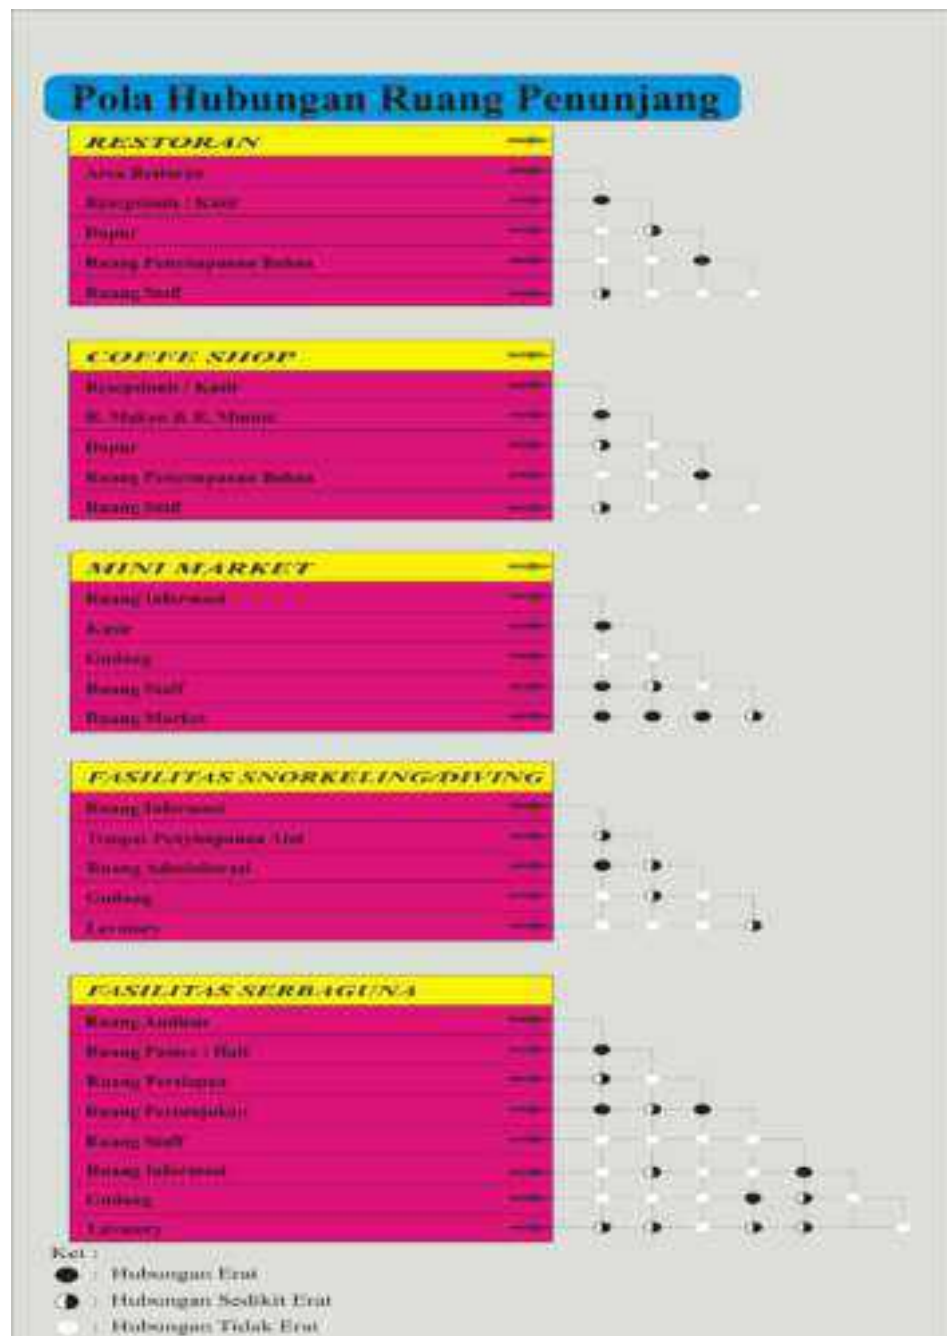 Pola Hubungan Ruang Penunjang
RESTORAN
Area Restoran
Resepsionis / Kasir
Dapur
Ruang Penyimpanan Bahan
Ruang Staff
COFFE SHOP
Resepsionis / Kasir
R. Makan & R. Minum
Dapur
Ruang Penyimpanan Bahan
Ruang Staff
MINI MARKET
Ruang Informasi
Kasir
Gudang
Ruang Staff
Ruang Market
FASILITAS SNORKELING/DIVING
Ruang Informasi
Tempat Penyimpanan Alat
Ruang Administrasi
Gudang
Lavatory
FASILITAS SERBAGUNA
Ruang Audiens
Ruang / Hall
Ruang Persiapan
Ruang Pertunjukan
Ruang Staff
Ruang Informasi
Gudang
Lavatory
Ket :
: Hubungan Erat
: Hubungan Sedikit Erat
: Hubungan Tidak Erat